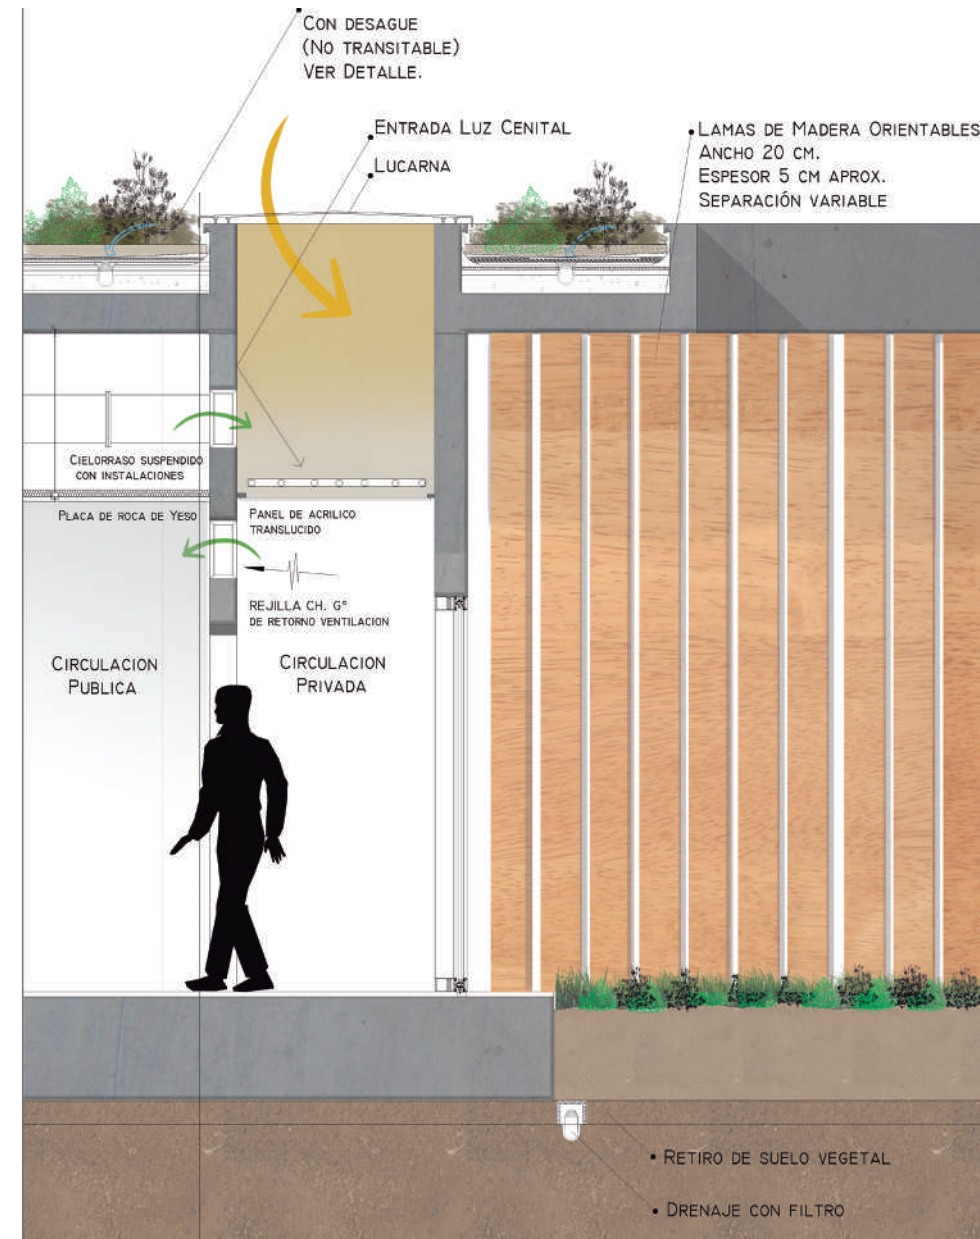 CON DESAGUE
(NO TRANSITABLE)
VER DETALLE.
ENTRADA LUZ CENITAL
LUCARNA
LAMAS DE MADERA ORIENTABLES
ANCHO 20 CM.
ESPESOR 5 CM APROX.
SEPARACIÓN VARIABLE
CIELORRASO SUSPENDIDO
CON INSTALACIONES
PLACA DE ROCA DE YESO
PANEL DE ACRILICO
TRANSLUCIDO
REJILLA CH. Gº
DE RETORNO VENTILACION
CIRCULACION
PUBLICA
CIRCULACION
PRIVADA
RETIRO DE SUELO VEGETAL
DRENAJE CON FILTRO